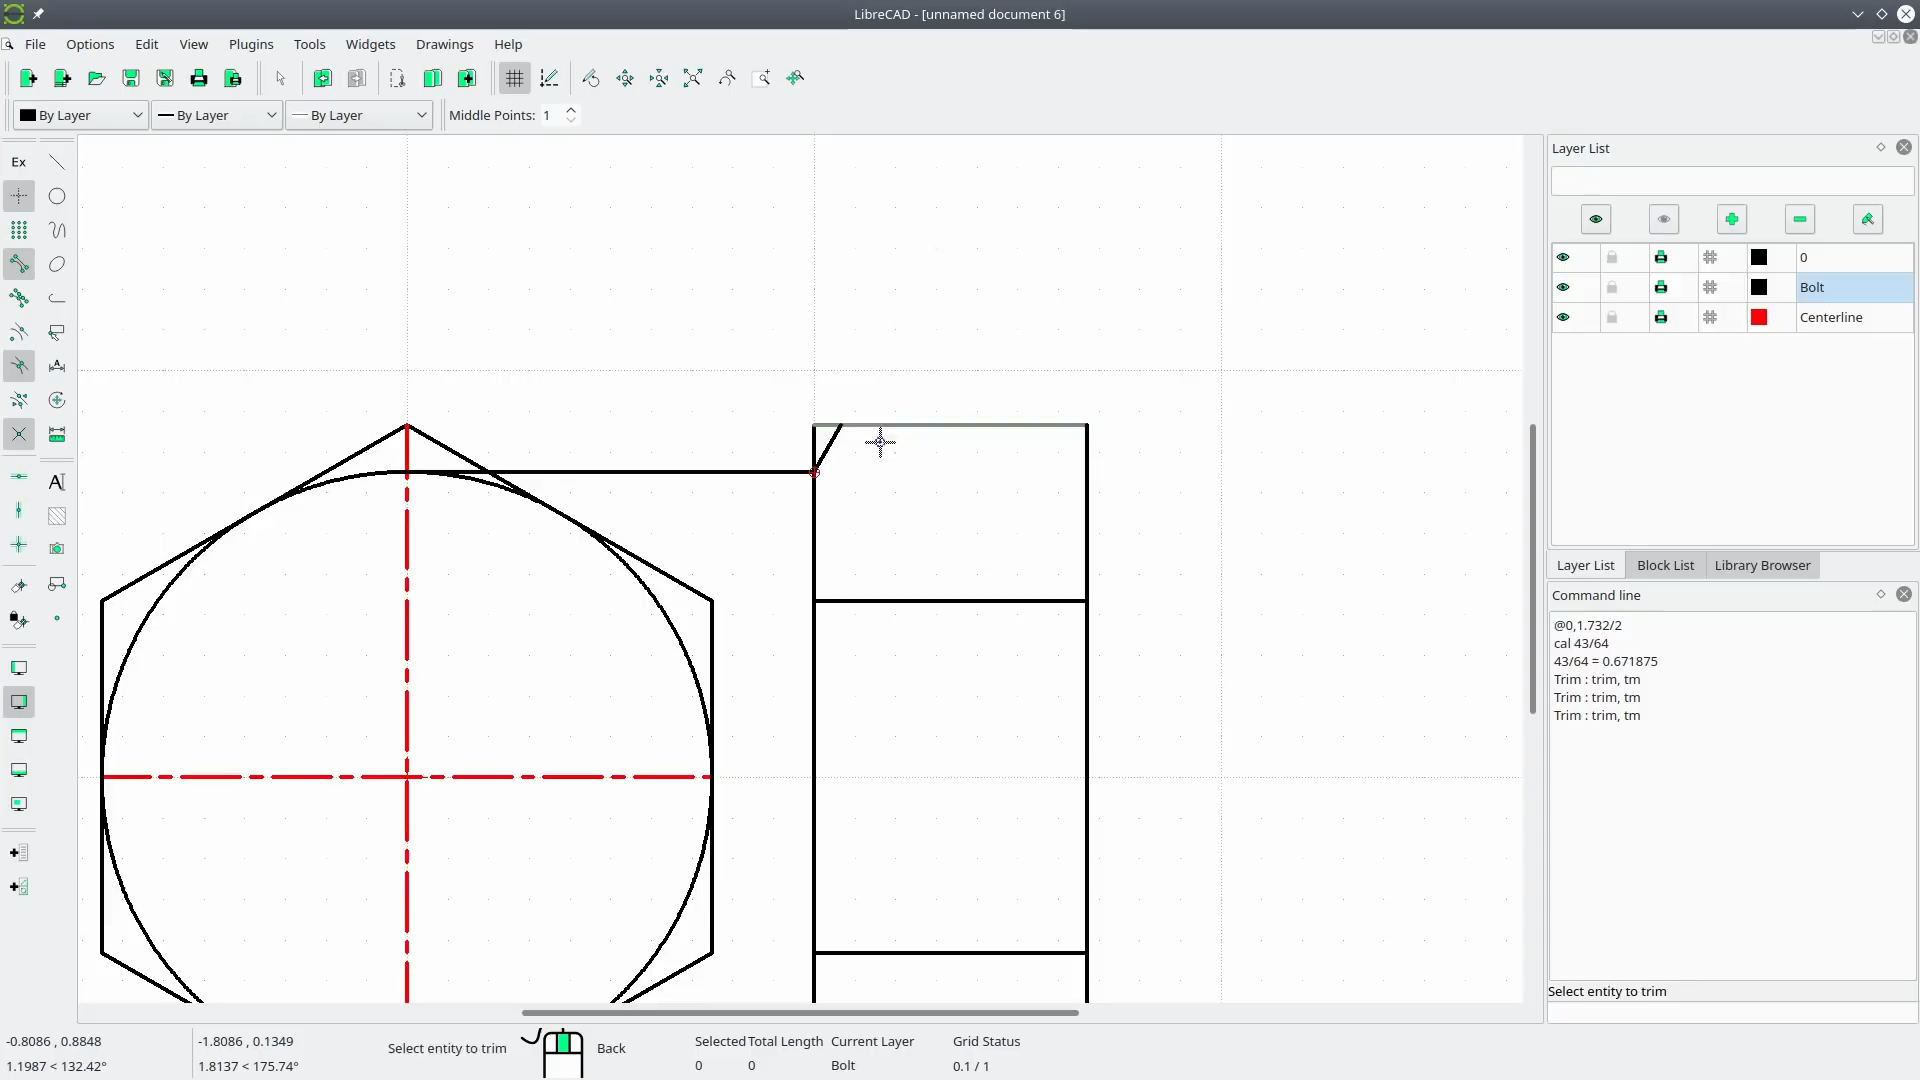 LibreCAD - [unnamed document 6]
File Options Edit View Plugins Tools Widgets Drawings Help
By Layer By Layer By Layer Middle Points: 1
Ex
A
A
Layer List
0
Bolt
Centerline
Layer List Block List Library Browser
Command line
@0,1.732/2
cal 43/64
43/64 = 0.671875
Trim : trim, tm
Trim : trim, tm
Trim : trim, tm
Select entity to trim
-0.8086 , 0.8848 -1.8086 , 0.1349 Select entity to trim Back Selected Total Length Current Layer Grid Status
1.1987 < 132.42° 1.8137 < 175.74° 0 0 Bolt 0.1 / 1